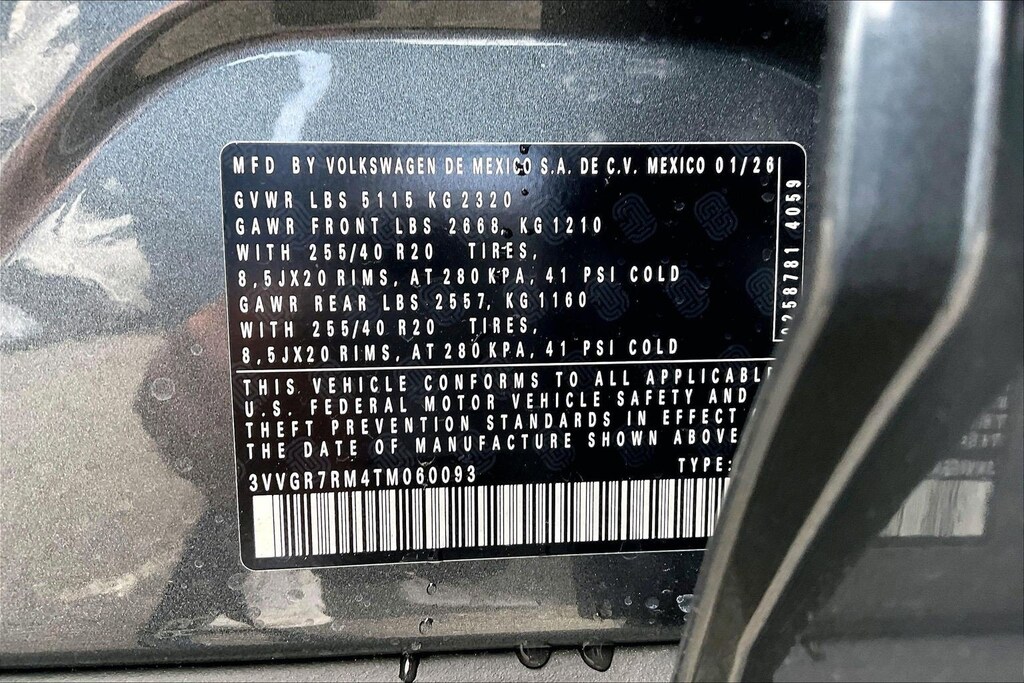 MFD BY VOLKSWAGEN DE MEXICO S.A. DE C.V. MEXICO 01/26
GVWR LBS 5115 KG 2320
GAWR FRONT LBS 2668, KG 1210
WITH 255/40 R20 TIRES,
8,5JX20 RIMS, AT 280 KPA, 41 PSI COLD
GAWR REAR LBS 2557, KG 1160
WITH 255/40 R20 TIRES,
8,5JX20 RIMS, AT 280 KPA, 41 PSI COLD
THIS VEHICLE CONFORMS TO ALL
U.S. FEDERAL MOTOR VEHICLE SAFETY AND
THEFT PREVENTION STANDARDS IN EFFECT
THE DATE OF MANUFACTURE SHOWN ABOVE
3VVGR7RM4TM060093 TYPE:
4059